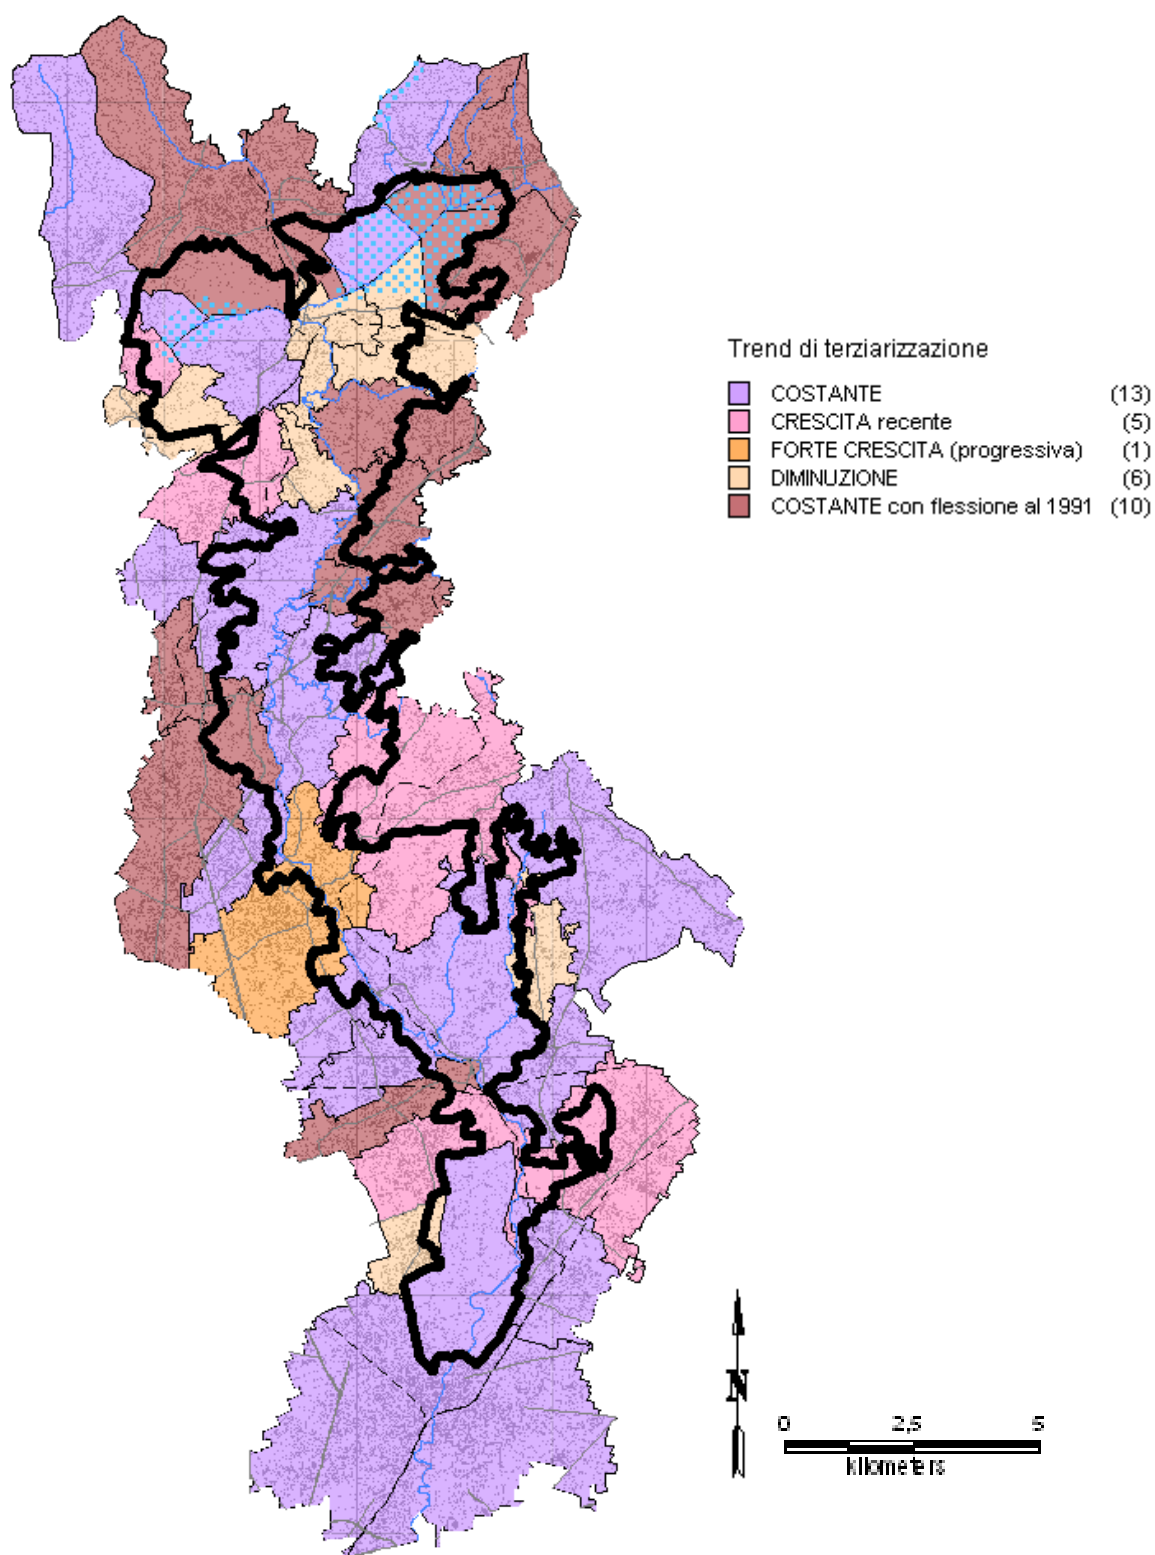 Trend di terziarizzazione
COSTANTE (13)
CRESCITA recente (5)
FORTE CRESCITA (progressiva) (1)
DIMINUZIONE (6)
COSTANTE con flessione al 1991 (10)
N
0 2,5 5
kilometers